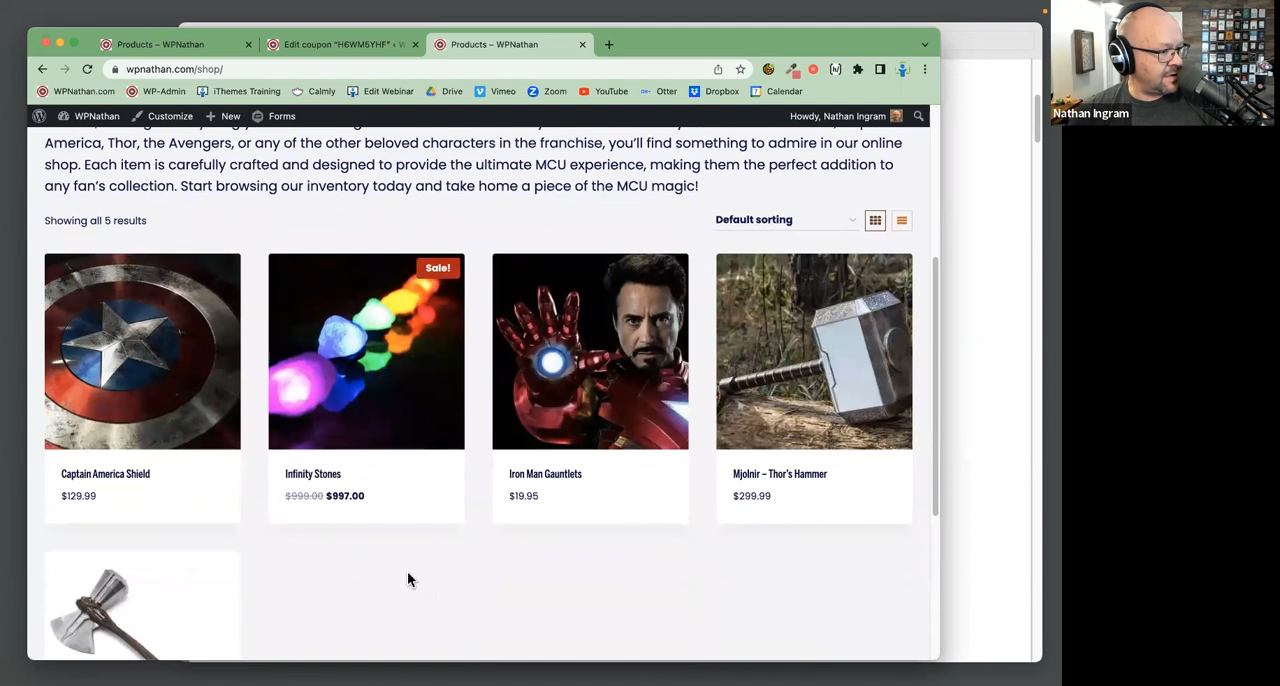 Products – WPNathan
Edit coupon "H6WM5YHF" ‹ W
Products – WPNathan
wpnathan.com/shop/
WPNathan.com
WP-Admin
iThemes Training
Calmly
Edit Webinar
Drive
Vimeo
Zoom
YouTube
Otter
Dropbox
Calendar
WPNathan
Customize
New
Forms
Howdy, Nathan Ingram
America, Thor, the Avengers, or any of the other beloved characters in the franchise, you'll find something to admire in our online
shop. Each item is carefully crafted and designed to provide the ultimate MCU experience, making them the perfect addition to
any fan's collection. Start browsing our inventory today and take home a piece of the MCU magic!
Showing all 5 results
Default sorting
Sale!
Captain America Shield
$129.99
Infinity Stones
$999.00 $997.00
Iron Man Gauntlets
$19.95
Mjolnir – Thor's Hammer
$299.99
Nathan Ingram